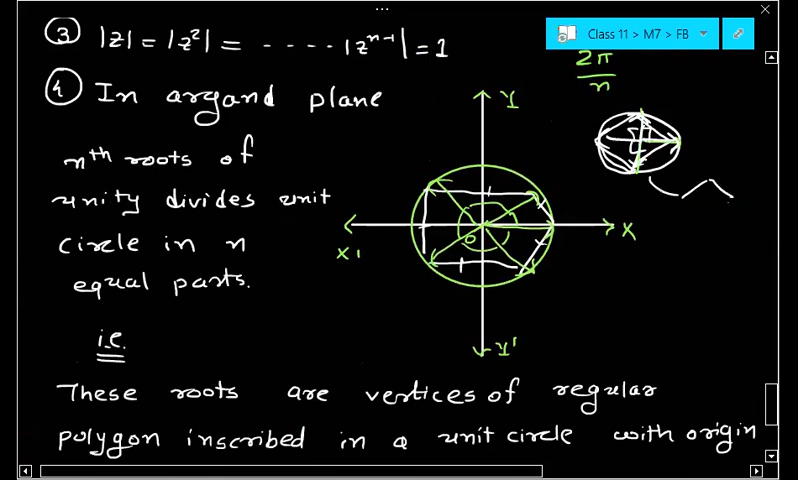 ③ |z| = |z²| = ..... |zⁿ⁻¹| = 1
Class 11 > M7 > FB
2π
n
④ In argand plane
nth roots of
unity divides unit
circle in n
equal parts.
i.e.
Y
X
X'
O
Y'
These roots are vertices of regular
polygon inscribed in a unit circle with origin